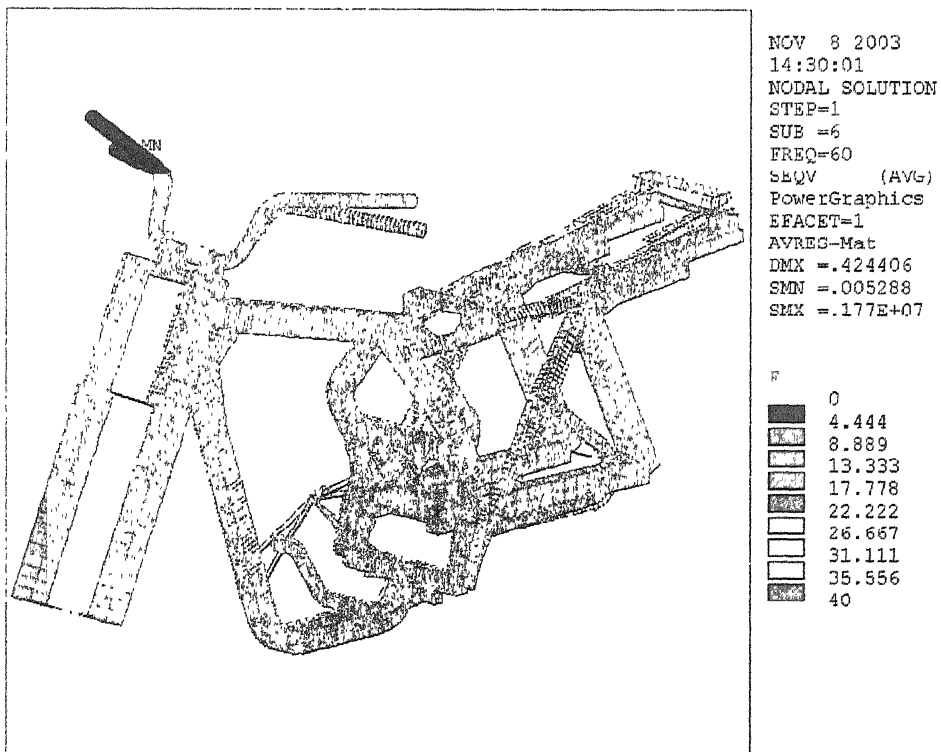 MN
NOV 8 2003
14:30:01
NODAL SOLUTION
STEP=1
SUB =6
FREQ=60
SEQV (AVG)
PowerGraphics
EFACET=1
AVRES=Mat
DMX =.424406
SMN =.005288
SMX =.177E+07
F
0
4.444
8.889
13.333
17.778
22.222
26.667
31.111
35.556
40